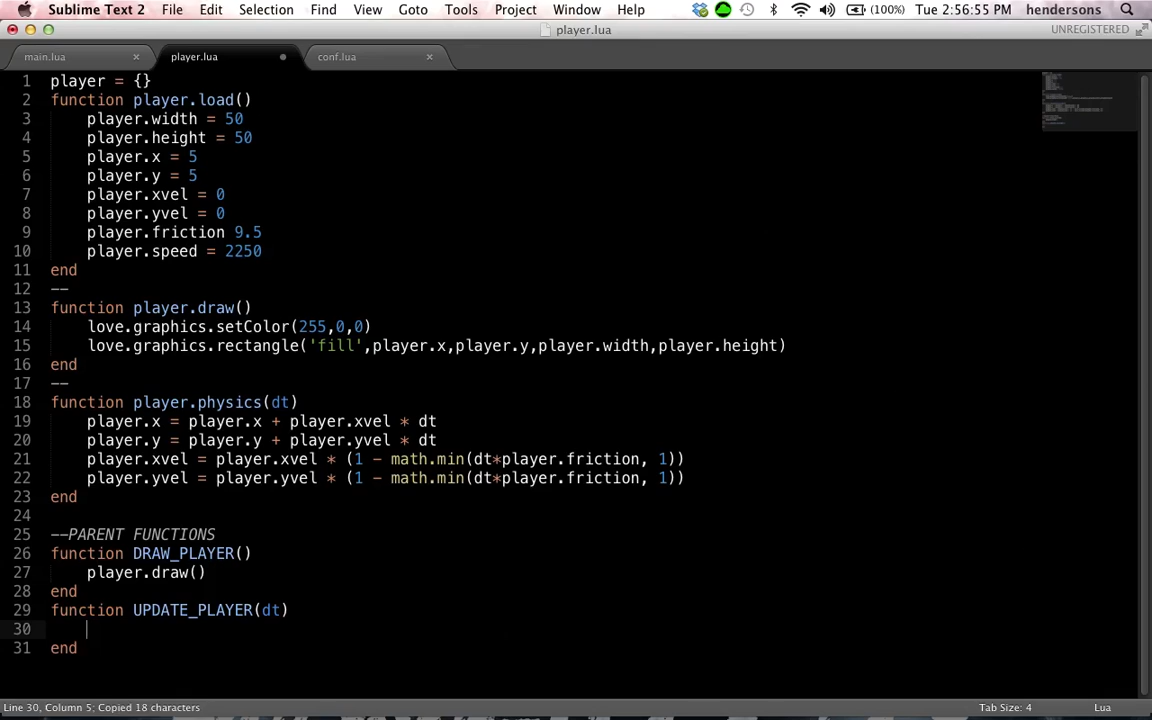 Sublime Text 2 File Edit Selection Find View Goto Tools Project Window Help (100%) Tue 2:56:55 PM hendersons
player.lua UNREGISTERED
main.lua player.lua conf.lua
1 player = {}
2 function player.load()
3 player.width = 50
4 player.height = 50
5 player.x = 5
6 player.y = 5
7 player.xvel = 0
8 player.yvel = 0
9 player.friction 9.5
10 player.speed = 2250
11 end
12 --
13 function player.draw()
14 love.graphics.setColor(255,0,0)
15 love.graphics.rectangle('fill',player.x,player.y,player.width,player.height)
16 end
17 --
18 function player.physics(dt)
19 player.x = player.x + player.xvel * dt
20 player.y = player.y + player.yvel * dt
21 player.xvel = player.xvel * (1 - math.min(dt*player.friction, 1))
22 player.yvel = player.yvel * (1 - math.min(dt*player.friction, 1))
23 end
24
25 --PARENT FUNCTIONS
26 function DRAW_PLAYER()
27 player.draw()
28 end
29 function UPDATE_PLAYER(dt)
30
31 end
Line 30, Column 5; Copied 18 characters Tab Size: 4 Lua